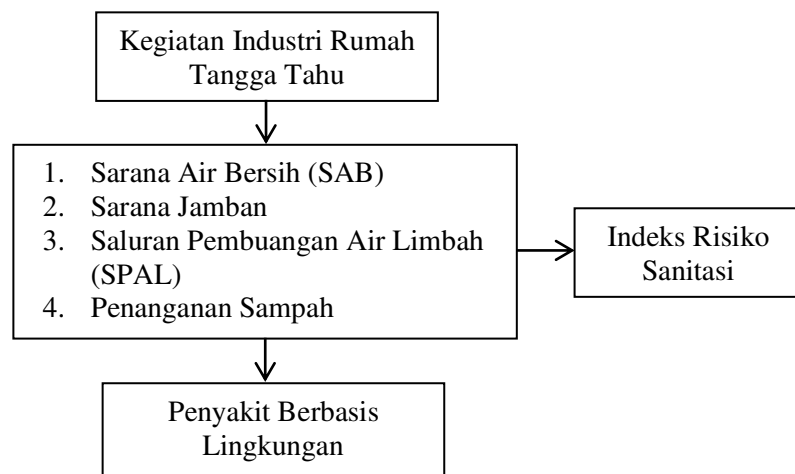 Kegiatan Industri Rumah
Tangga Tahu
1. Sarana Air Bersih (SAB)
2. Sarana Jamban
3. Saluran Pembuangan Air Limbah
(SPAL)
4. Penanganan Sampah
Indeks Risiko
Sanitasi
Penyakit Berbasis
Lingkungan